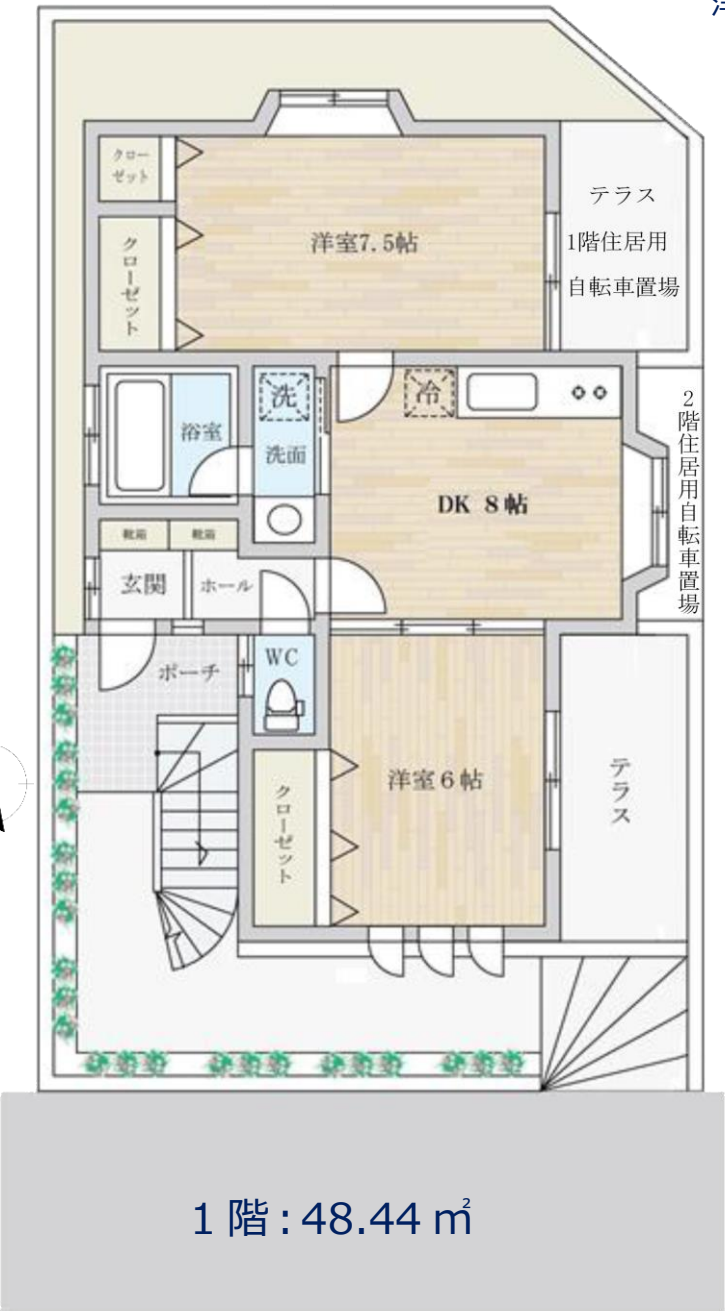 クロー
ゼット
クローゼット
洋室7.5帖
テラス
1階住居用
自転車置場
浴室
洗
洗面
冷
DK 8帖
2階住居用自転車置場
靴箱
靴箱
玄関
ホール
ポーチ
WC
クローゼット
洋室6帖
テラス
1階:48.44㎡